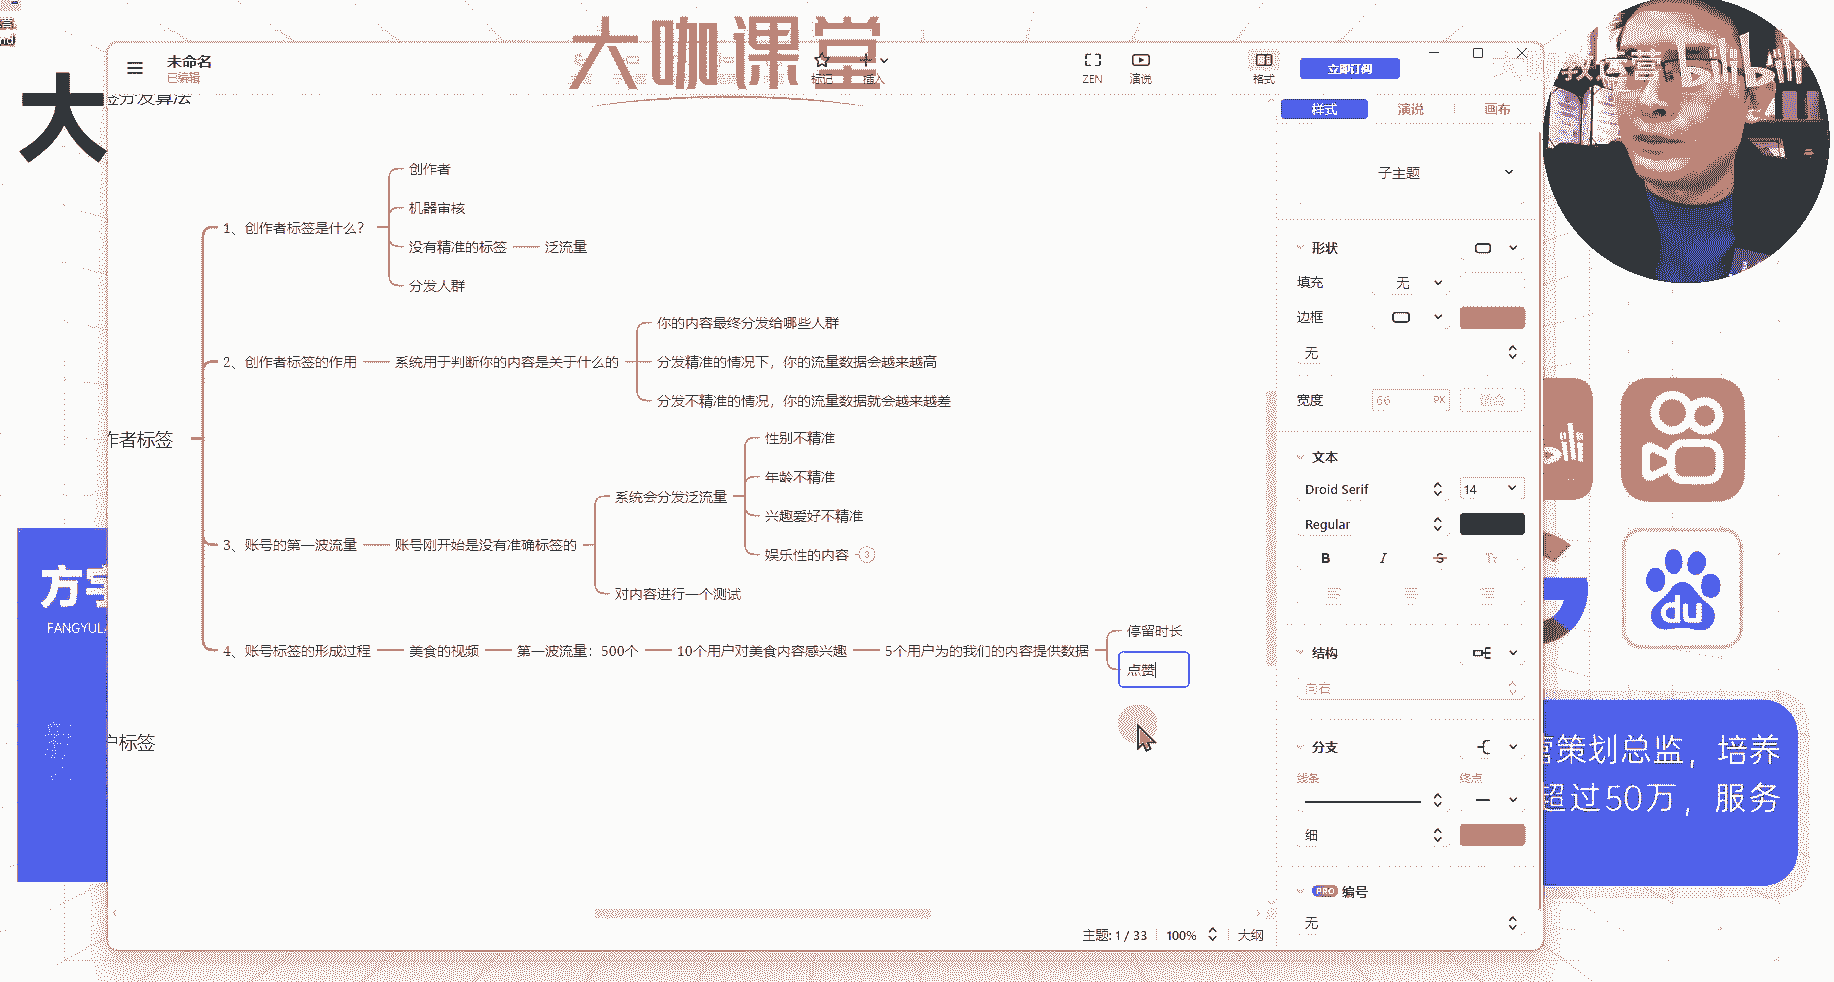 大咖课堂
未命名
已编辑
标记
插入
ZEN
演说
格式
立即订阅
大
签分发算法
样式
演说
画布
运营
bilibili
子主题
创作者
机器审核
没有精准的标签
泛流量
分发人群
1、创作者标签是什么?
形状
填充
无
边框
无
宽度
66
PX
你的内容最终分发给哪些人群
2、创作者标签的作用
系统用于判断你的内容是关于什么的
分发精准的情况下，你的流量数据会越来越高
分发不精准的情况，你的流量数据就会越来越差
作者标签
性别不精准
年龄不精准
系统会分发泛流量
兴趣爱好不精准
娱乐性的内容
3
3、账号的第一波流量
账号刚开始是没有准确标签的
对内容进行一个测试
文本
Droid Serif
14
Regular
B
I
S
Tr
4、账号标签的形成过程
美食的视频
第一波流量：500个
10个用户对美食内容感兴趣
5个用户为的我们的内容提供数据
停留时长
点赞
结构
向右
户标签
分支
线条
终点
细
PRO
编号
无
方宇
FANGYUL
du
营策划总监，培养
超过50万，服务
主题: 1 / 33
100%
大纲